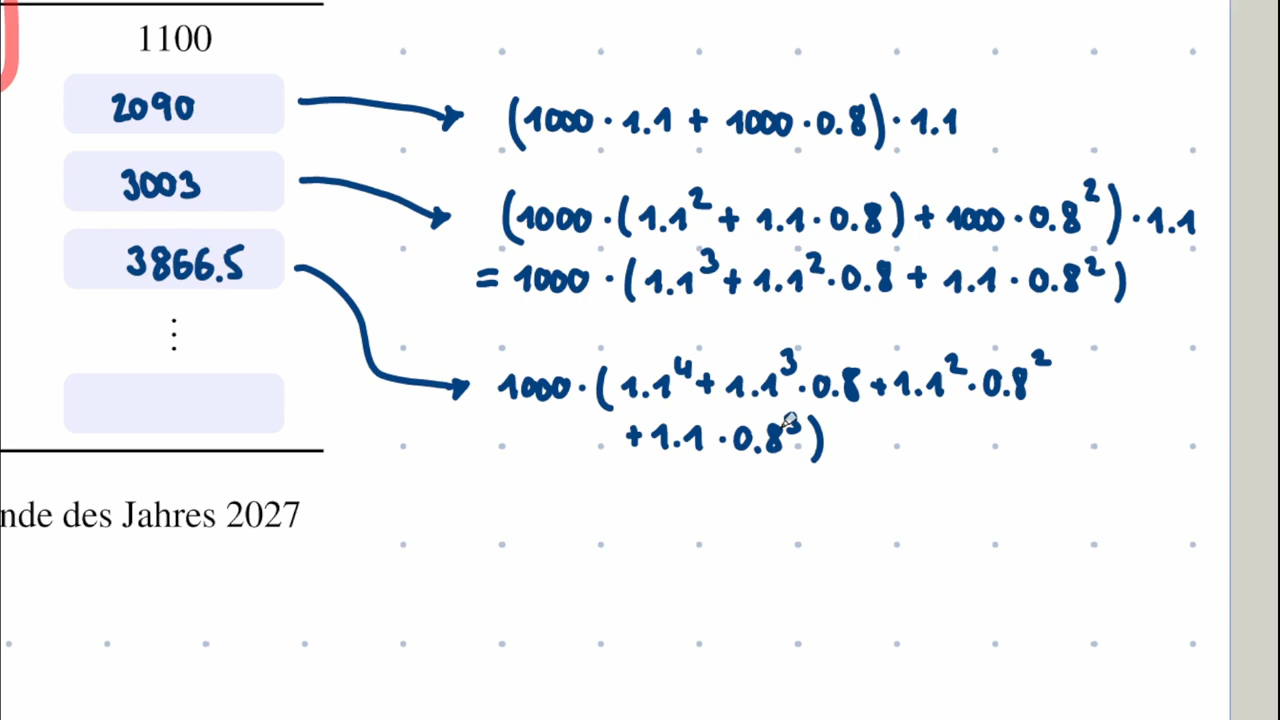 1100
2090
(1000 · 1.1 + 1000 · 0.8) · 1.1
3003
(1000 · (1.1² + 1.1 · 0.8) + 1000 · 0.8²) · 1.1
= 1000 · (1.1³ + 1.1² · 0.8 + 1.1 · 0.8²)
3866.5
⋮
1000 · (1.1⁴ + 1.1³ · 0.8 + 1.1² · 0.8²
+ 1.1 · 0.8³)
nde des Jahres 2027